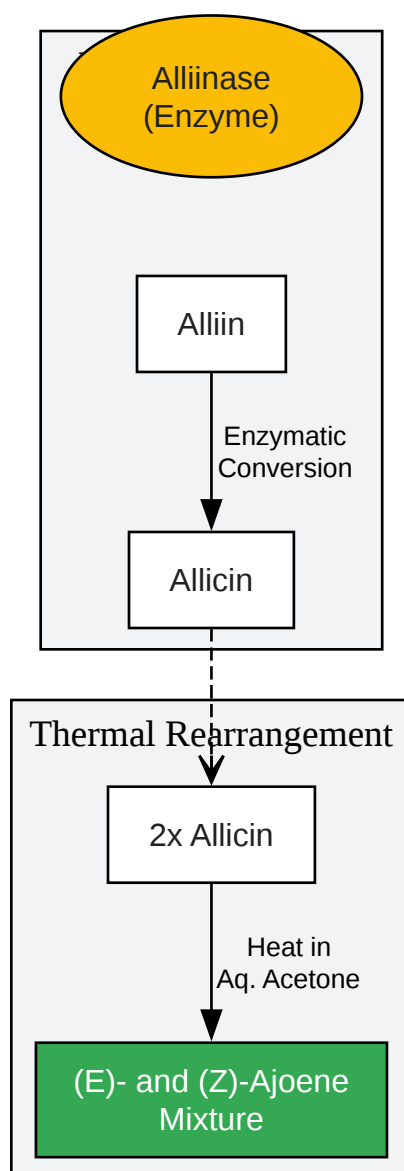 Alliinase
(Enzyme)
Alliin
Enzymatic
Conversion
Allicin
Thermal Rearrangement
2x Allicin
Heat in
Aq. Acetone
(E)- and (Z)-Ajoene
Mixture